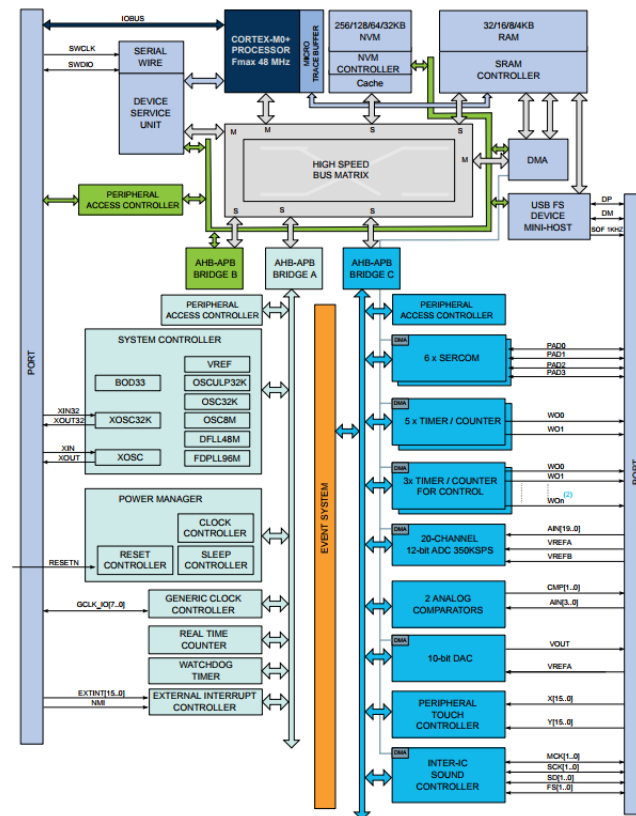 IOBUS
SWCLK
SWDIO
SERIAL
WIRE
DEVICE
SERVICE
UNIT
CORTEX-M0+
PROCESSOR
Fmax 48 MHz
MICRO
TRACE BUFFER
256/128/64/32KB
NVM
NVM
CONTROLLER
Cache
32/16/8/4KB
RAM
SRAM
CONTROLLER
M
M
S
S
M
HIGH SPEED
BUS MATRIX
S
S
S
DMA
USB FS
DEVICE
MINI-HOST
DP
DM
SOF 1KHZ
PERIPHERAL
ACCESS CONTROLLER
AHB-APB
BRIDGE B
AHB-APB
BRIDGE A
AHB-APB
BRIDGE C
PORT
PERIPHERAL
ACCESS CONTROLLER
SYSTEM CONTROLLER
VREF
BOD33
OSCULP32K
OSC32K
XIN32
XOUT32
XOSC32K
OSC8M
DFLL48M
XIN
XOUT
XOSC
FDPLL96M
POWER MANAGER
CLOCK
CONTROLLER
RESET
CONTROLLER
SLEEP
CONTROLLER
RESETN
GCLK_IO[7..0]
GENERIC CLOCK
CONTROLLER
REAL TIME
COUNTER
WATCHDOG
TIMER
EXTINT[15..0]
NMI
EXTERNAL INTERRUPT
CONTROLLER
EVENT SYSTEM
PERIPHERAL
ACCESS CONTROLLER
DMA
6 x SERCOM
PAD0
PAD1
PAD2
PAD3
DMA
5 x TIMER / COUNTER
WO0
WO1
DMA
3x TIMER / COUNTER
FOR CONTROL
WO0
WO1
(2)
WOn
DMA
20-CHANNEL
12-bit ADC 350KSPS
AIN[19..0]
VREFA
VREFB
2 ANALOG
COMPARATORS
CMP[1..0]
AIN[3..0]
DMA
10-bit DAC
VOUT
VREFA
PERIPHERAL
TOUCH
CONTROLLER
X[15..0]
Y[15..0]
DMA
INTER-IC
SOUND
CONTROLLER
MCK[1..0]
SCK[1..0]
SD[1..0]
FS[1..0]
PORT